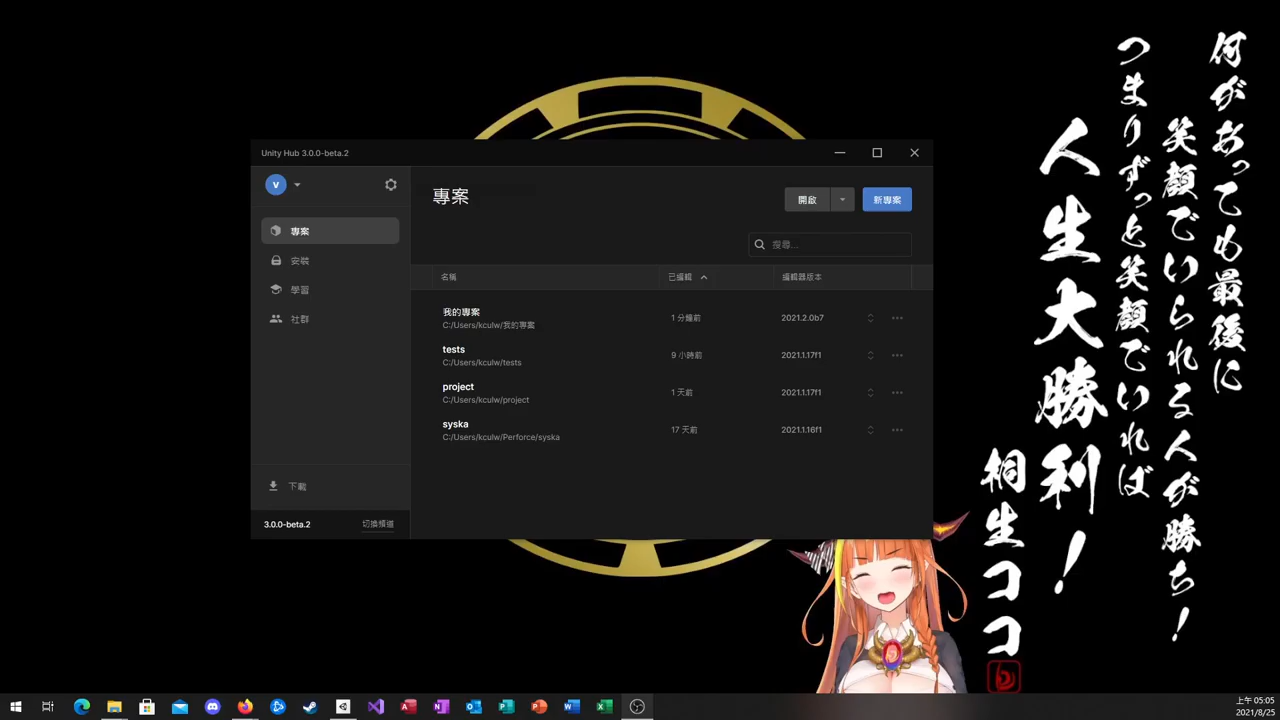 Unity Hub 3.0.0-beta.2
V
專案
安裝
學習
社群
下載
3.0.0-beta.2
切換頻道
專案
開啟
新專案
搜尋...
名稱
已編輯
編輯器版本
我的專案
C:/Users/kculw/我的專案
1 分鐘前
2021.2.0b7
tests
C:/Users/kculw/tests
9 小時前
2021.1.17f1
project
C:/Users/kculw/project
1 天前
2021.1.17f1
syska
C:/Users/kculw/Perforce/syska
17 天前
2021.1.16f1
何があっても最後に
笑顔でいられる人が勝ち!
つまりずっと笑顔でいれば
人生大勝利!
桐生ココ
上午 05:05
2021/8/25